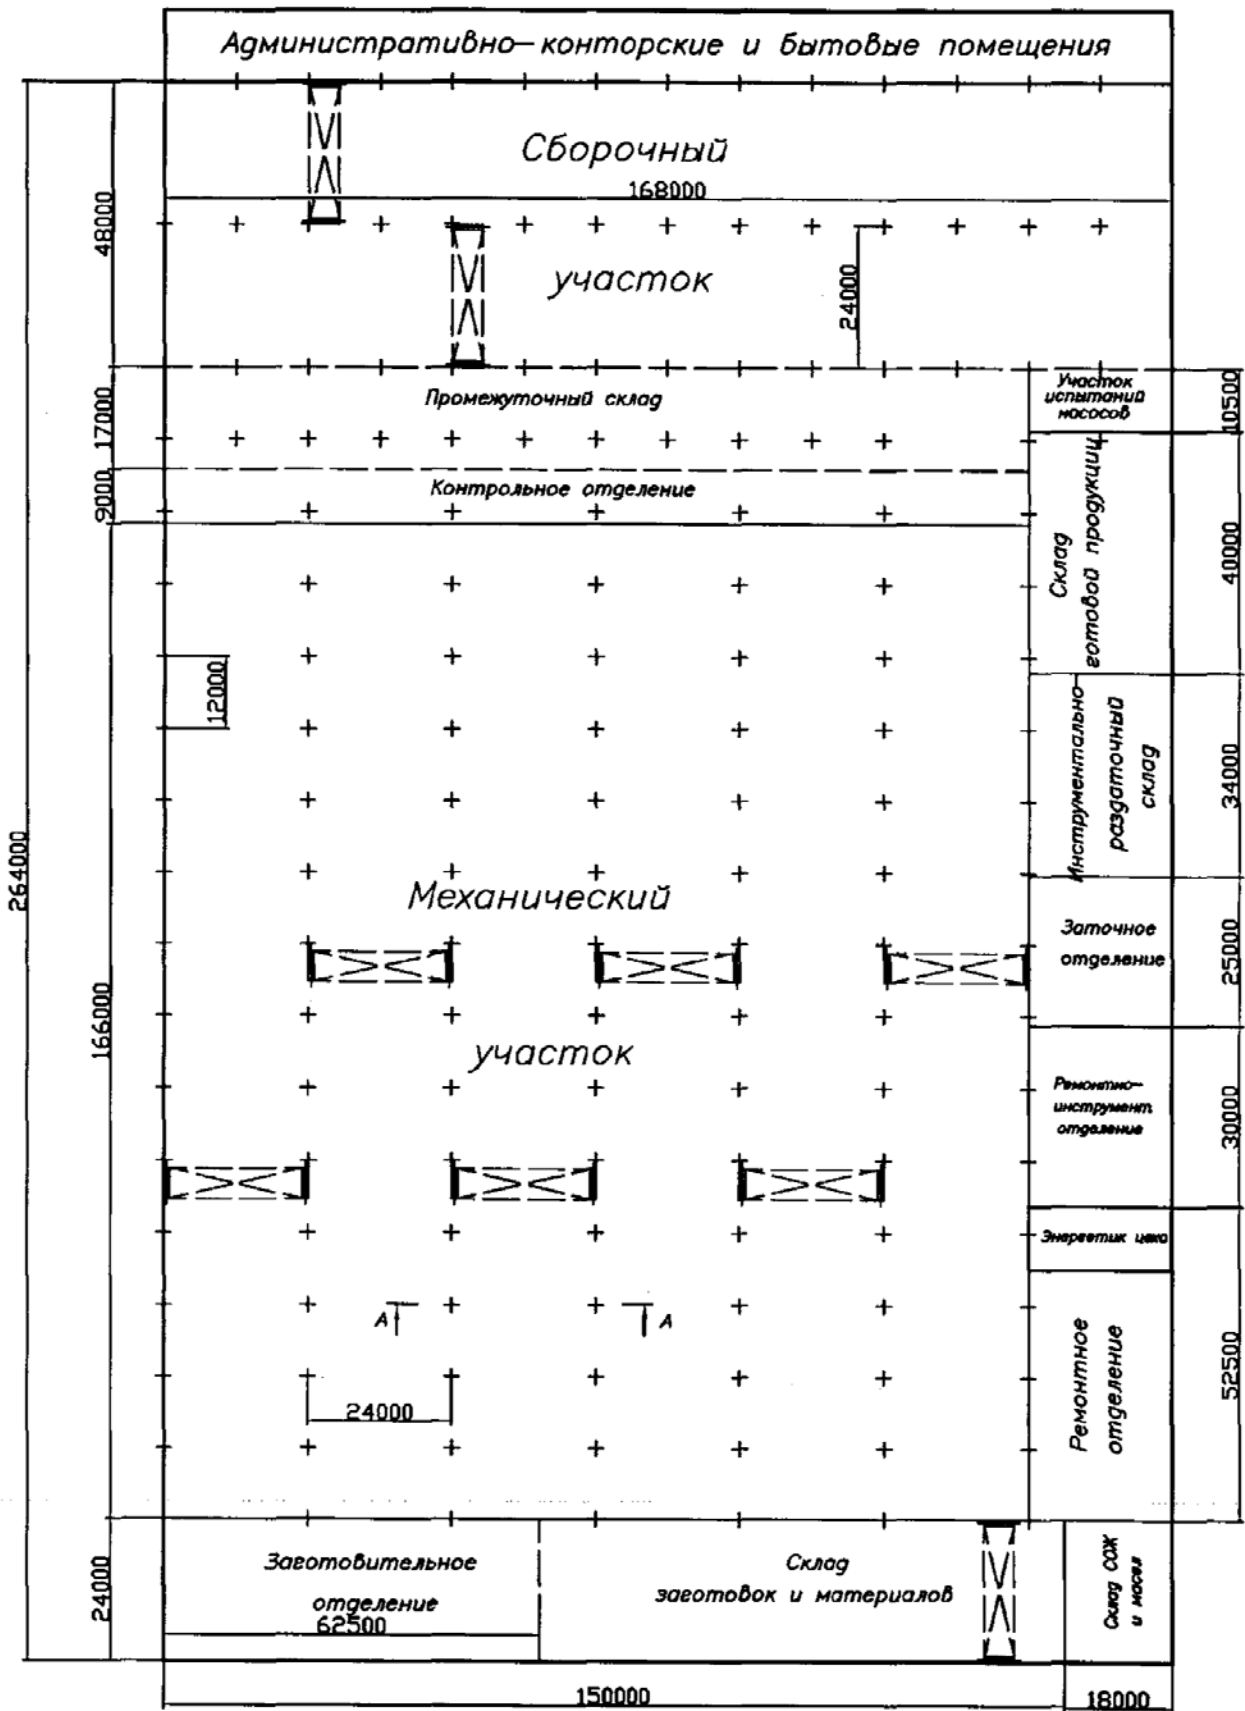 Административно-конторские и бытовые помещения
Сборочный
168000
48000
участок
24000
Промежуточный склад
Участок
испытаний
насосов
10500
17000
Контрольное отделение
9000
Склад
готовой продукции
40000
12000
Инструментально
раздаточный
склад
34000
264000
Механический
Заточное
отделение
25000
166000
участок
Ремонтно-
инструмент.
отделение
30000
Энергетик цеха
А
А
24000
Ремонтное
отделение
52500
Заготовительное
отделение
62500
Склад
заготовок и материалов
Склад СОЖ
и масел
24000
150000
18000